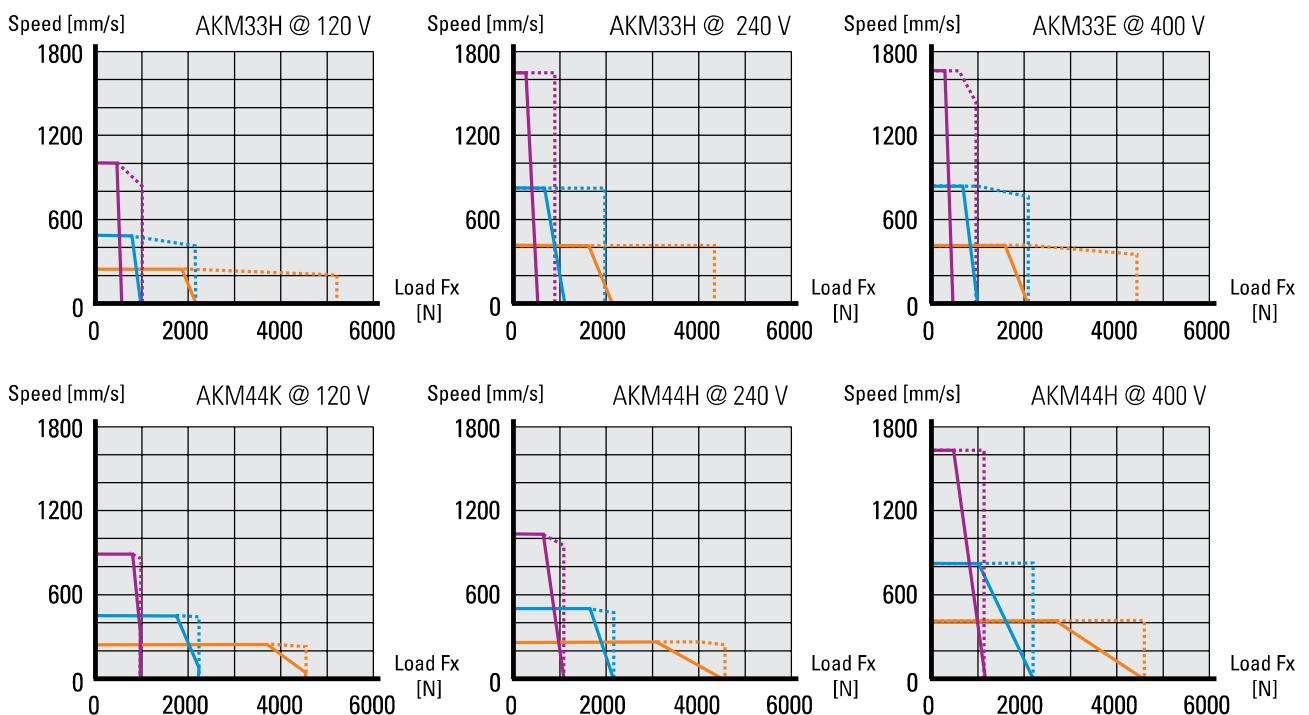 Speed [mm/s] AKM33H @ 120 V
1800
1200
600
0
0 2000 4000 6000
Load Fx
[N]
Speed [mm/s] AKM33H @ 240 V
1800
1200
600
0
0 2000 4000 6000
Load Fx
[N]
Speed [mm/s] AKM33E @ 400 V
1800
1200
600
0
0 2000 4000 6000
Load Fx
[N]
Speed [mm/s] AKM44K @ 120 V
1800
1200
600
0
0 2000 4000 6000
Load Fx
[N]
Speed [mm/s] AKM44H @ 240 V
1800
1200
600
0
0 2000 4000 6000
Load Fx
[N]
Speed [mm/s] AKM44H @ 400 V
1800
1200
600
0
0 2000 4000 6000
Load Fx
[N]